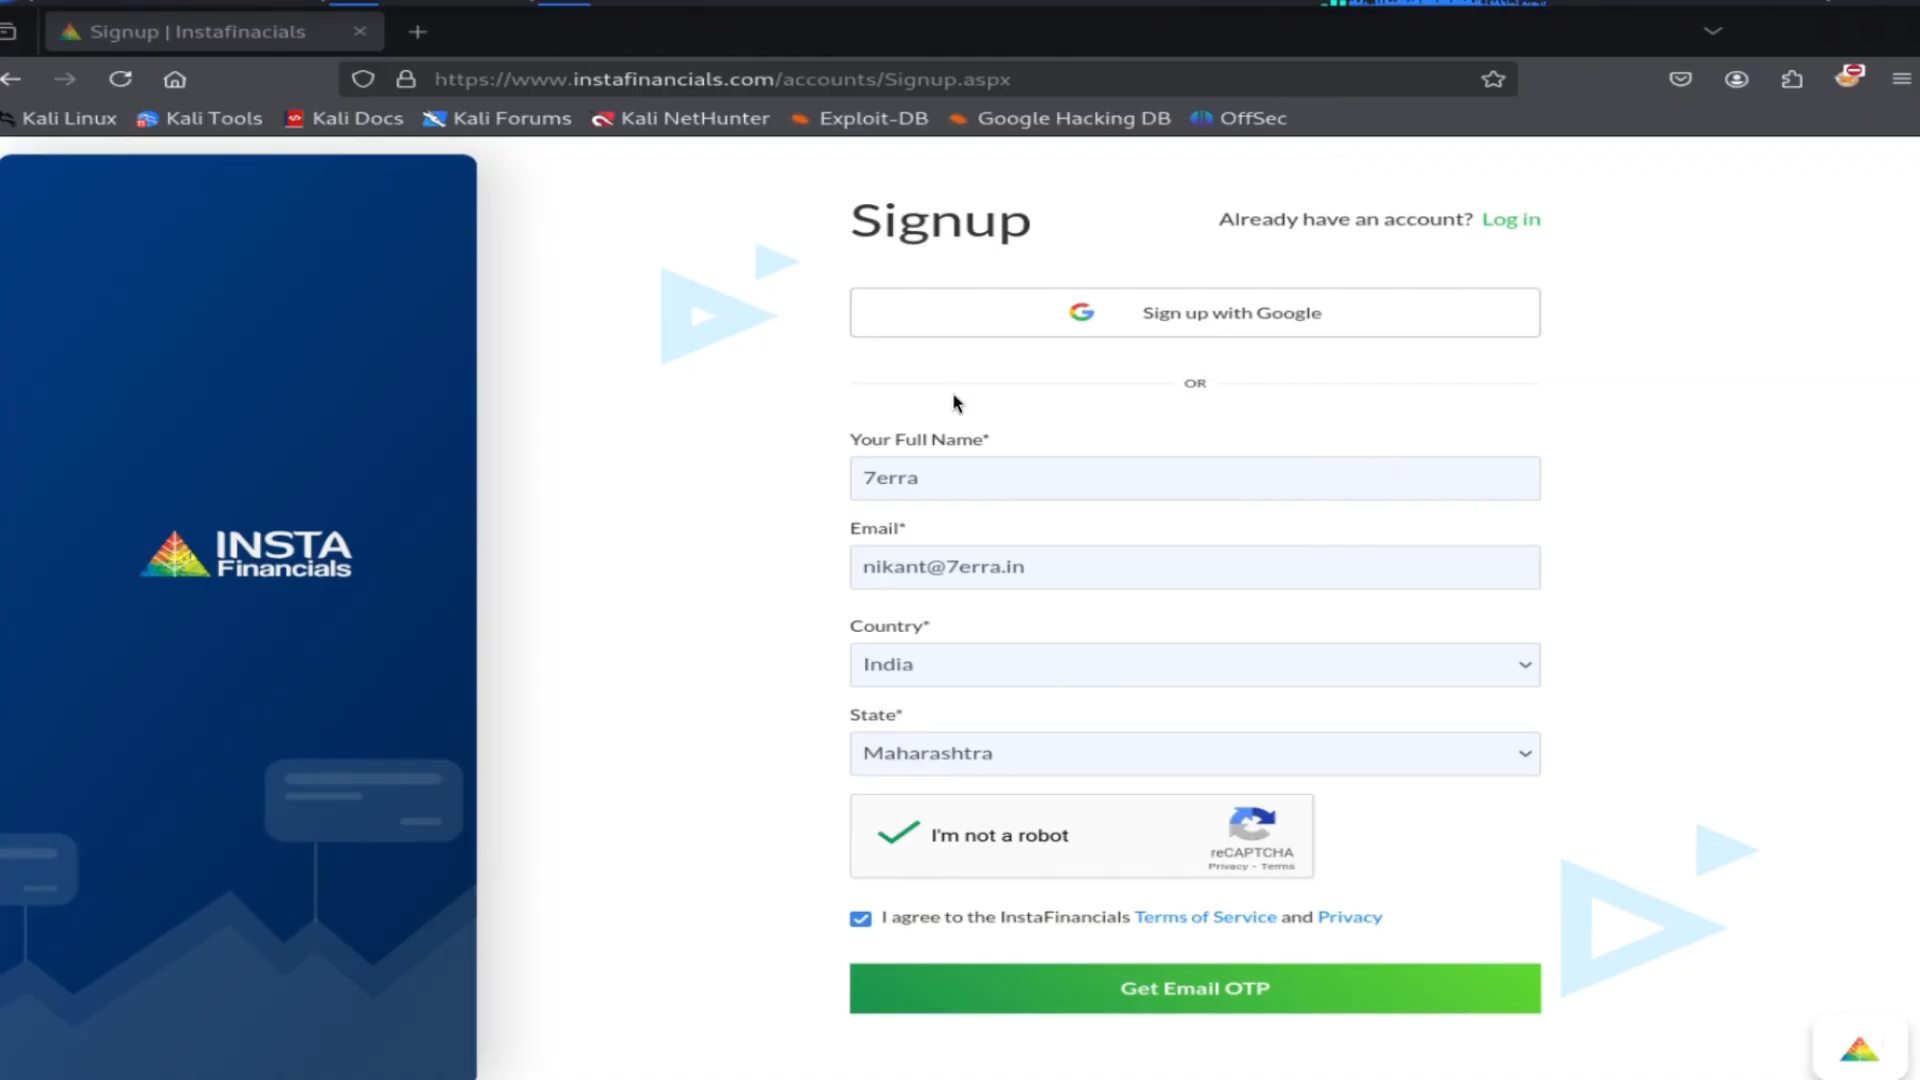 Signup | Instafinacials
https://www.instafinancials.com/accounts/Signup.aspx
Kali Linux Kali Tools Kali Docs Kali Forums Kali NetHunter Exploit-DB Google Hacking DB OffSec
Signup
Already have an account? Log in
Sign up with Google
OR
Your Full Name*
7erra
Email*
nikant@7erra.in
Country*
India
State*
Maharashtra
I'm not a robot
reCAPTCHA
Privacy - Terms
I agree to the InstaFinancials Terms of Service and Privacy
Get Email OTP
INSTA
Financials